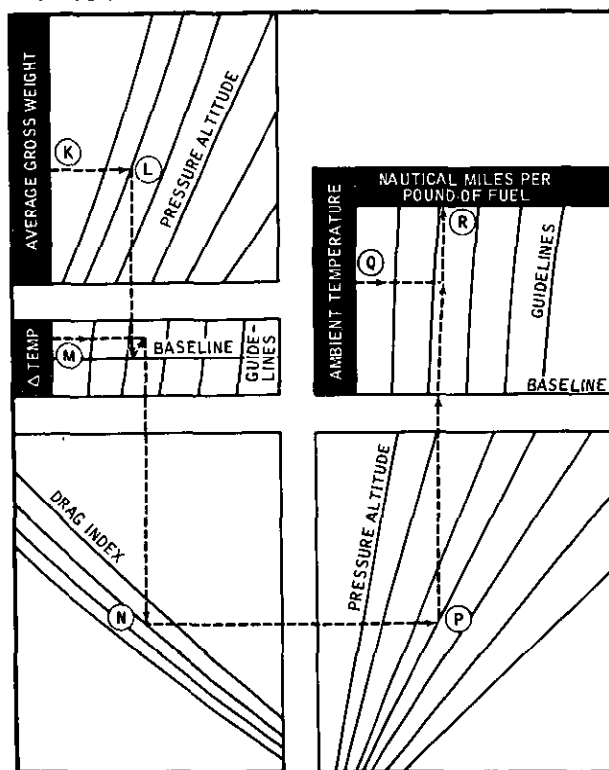 AVERAGE GROSS WEIGHT
K
L
PRESSURE ALTITUDE
Δ TEMP
M
BASELINE
GUIDE-
LINES
DRAG INDEX
N
AMBIENT TEMPERATURE
NAUTICAL MILES PER
POUND OF FUEL
R
Q
GUIDELINES
BASELINE
PRESSURE ALTITUDE
P